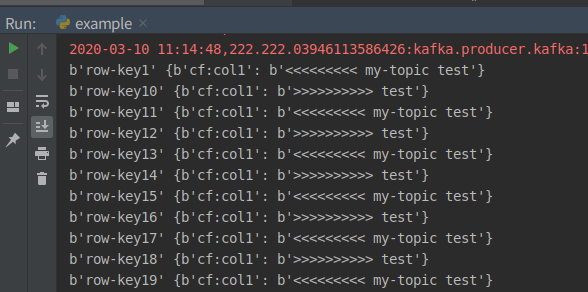 Run: example ×
2020-03-10 11:14:48,222.222.03946113586426:kafka.producer.kafka:1
b'row-key1' {b'cf:col1': b'<<<<<<<<< my-topic test'}
b'row-key10' {b'cf:col1': b'>>>>>>>>>> test'}
b'row-key11' {b'cf:col1': b'<<<<<<<<< my-topic test'}
b'row-key12' {b'cf:col1': b'>>>>>>>>>> test'}
b'row-key13' {b'cf:col1': b'<<<<<<<<< my-topic test'}
b'row-key14' {b'cf:col1': b'>>>>>>>>>> test'}
b'row-key15' {b'cf:col1': b'<<<<<<<<< my-topic test'}
b'row-key16' {b'cf:col1': b'>>>>>>>>>> test'}
b'row-key17' {b'cf:col1': b'<<<<<<<<< my-topic test'}
b'row-key18' {b'cf:col1': b'>>>>>>>>>> test'}
b'row-key19' {b'cf:col1': b'<<<<<<<<< my-topic test'}